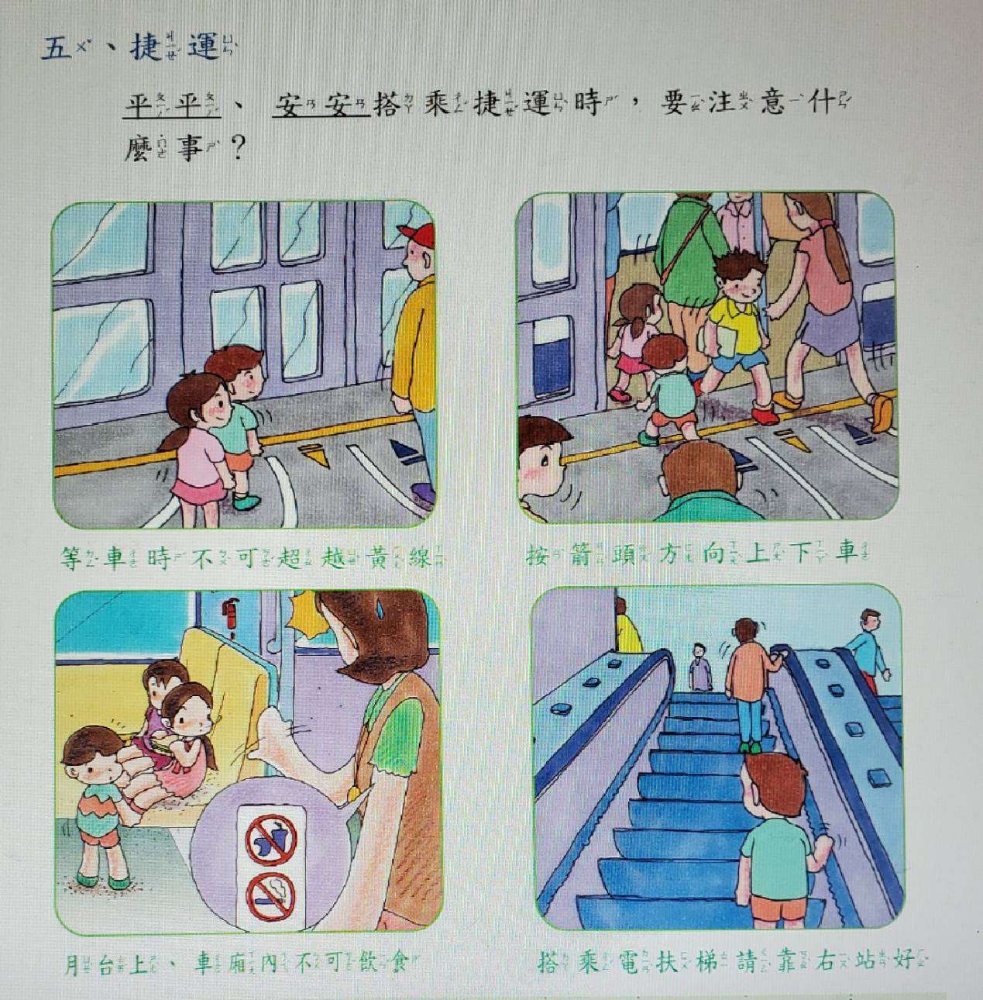 五、捷運
平平、安安搭乘捷運時，要注意什
麼事？
等車時不可超越黃線
按箭頭方向上下車
月台上、車廂內不可飲食
搭乘電扶梯請靠右站好